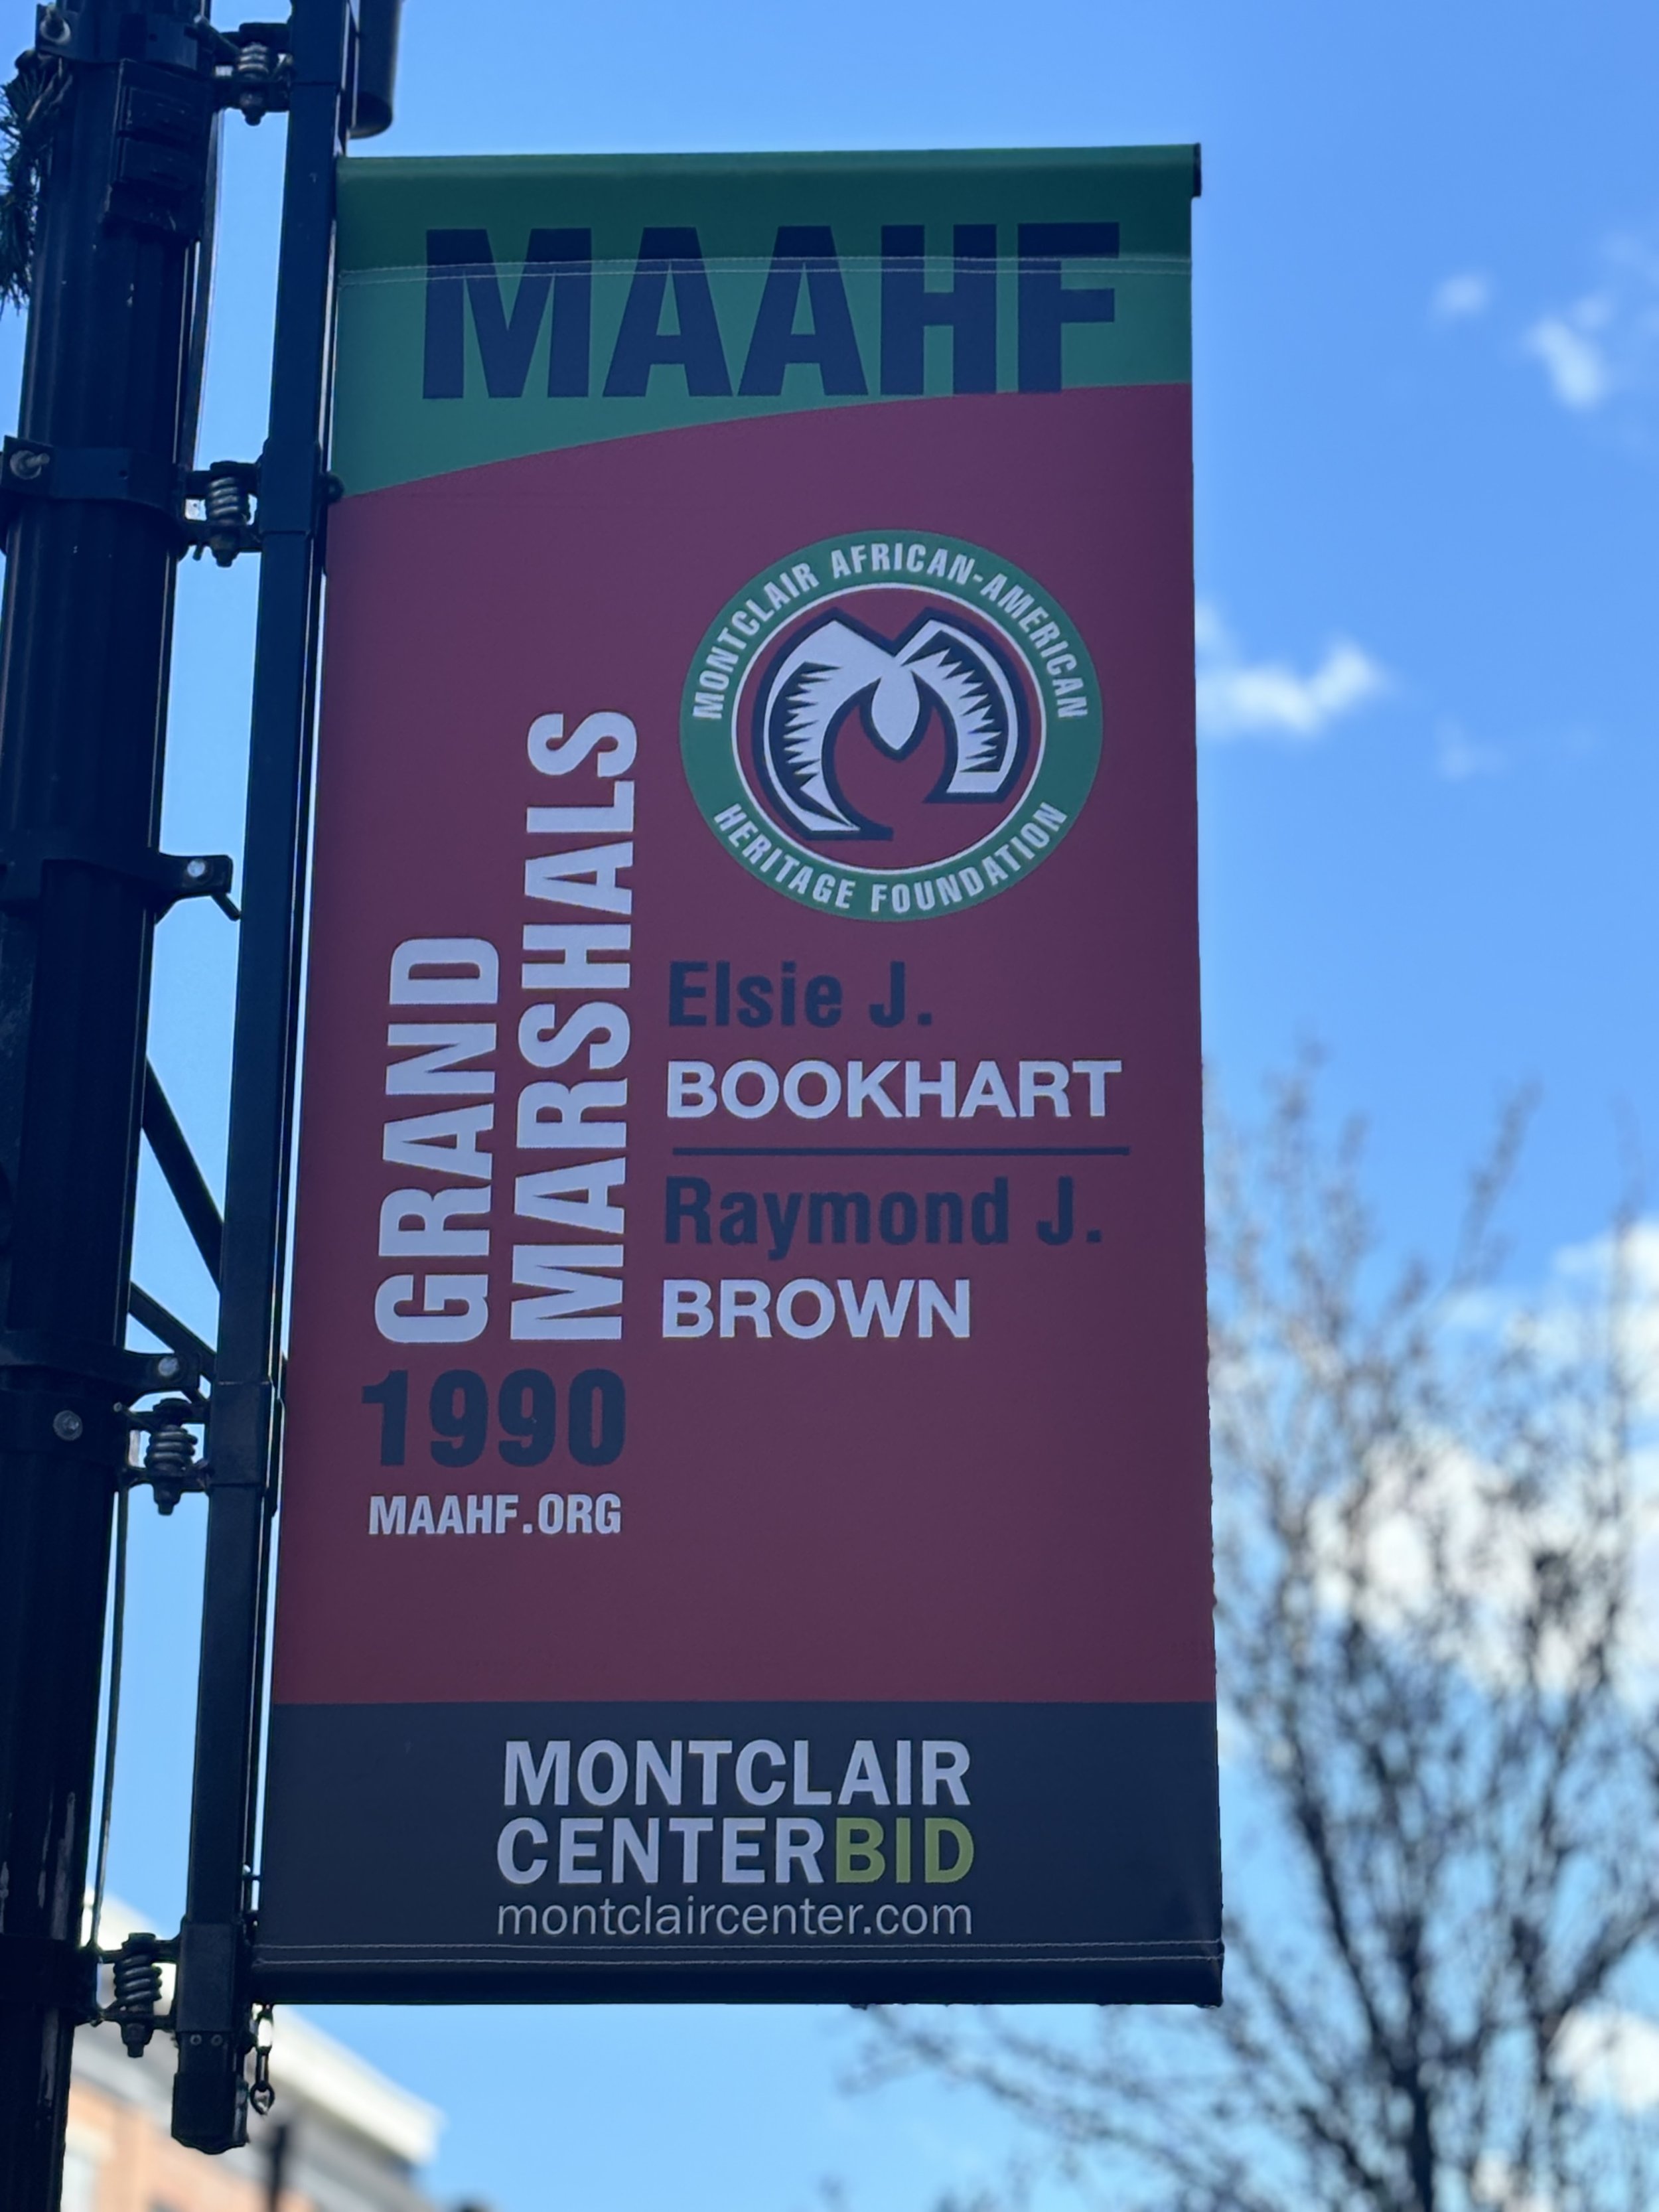 MAAHF
MONTCLAIR AFRICAN-AMERICAN
HERITAGE FOUNDATION
GRAND
MARSHALS
1990
MAAHF.ORG
Elsie J.
BOOKHART
Raymond J.
BROWN
MONTCLAIR
CENTERBID
montclaircenter.com